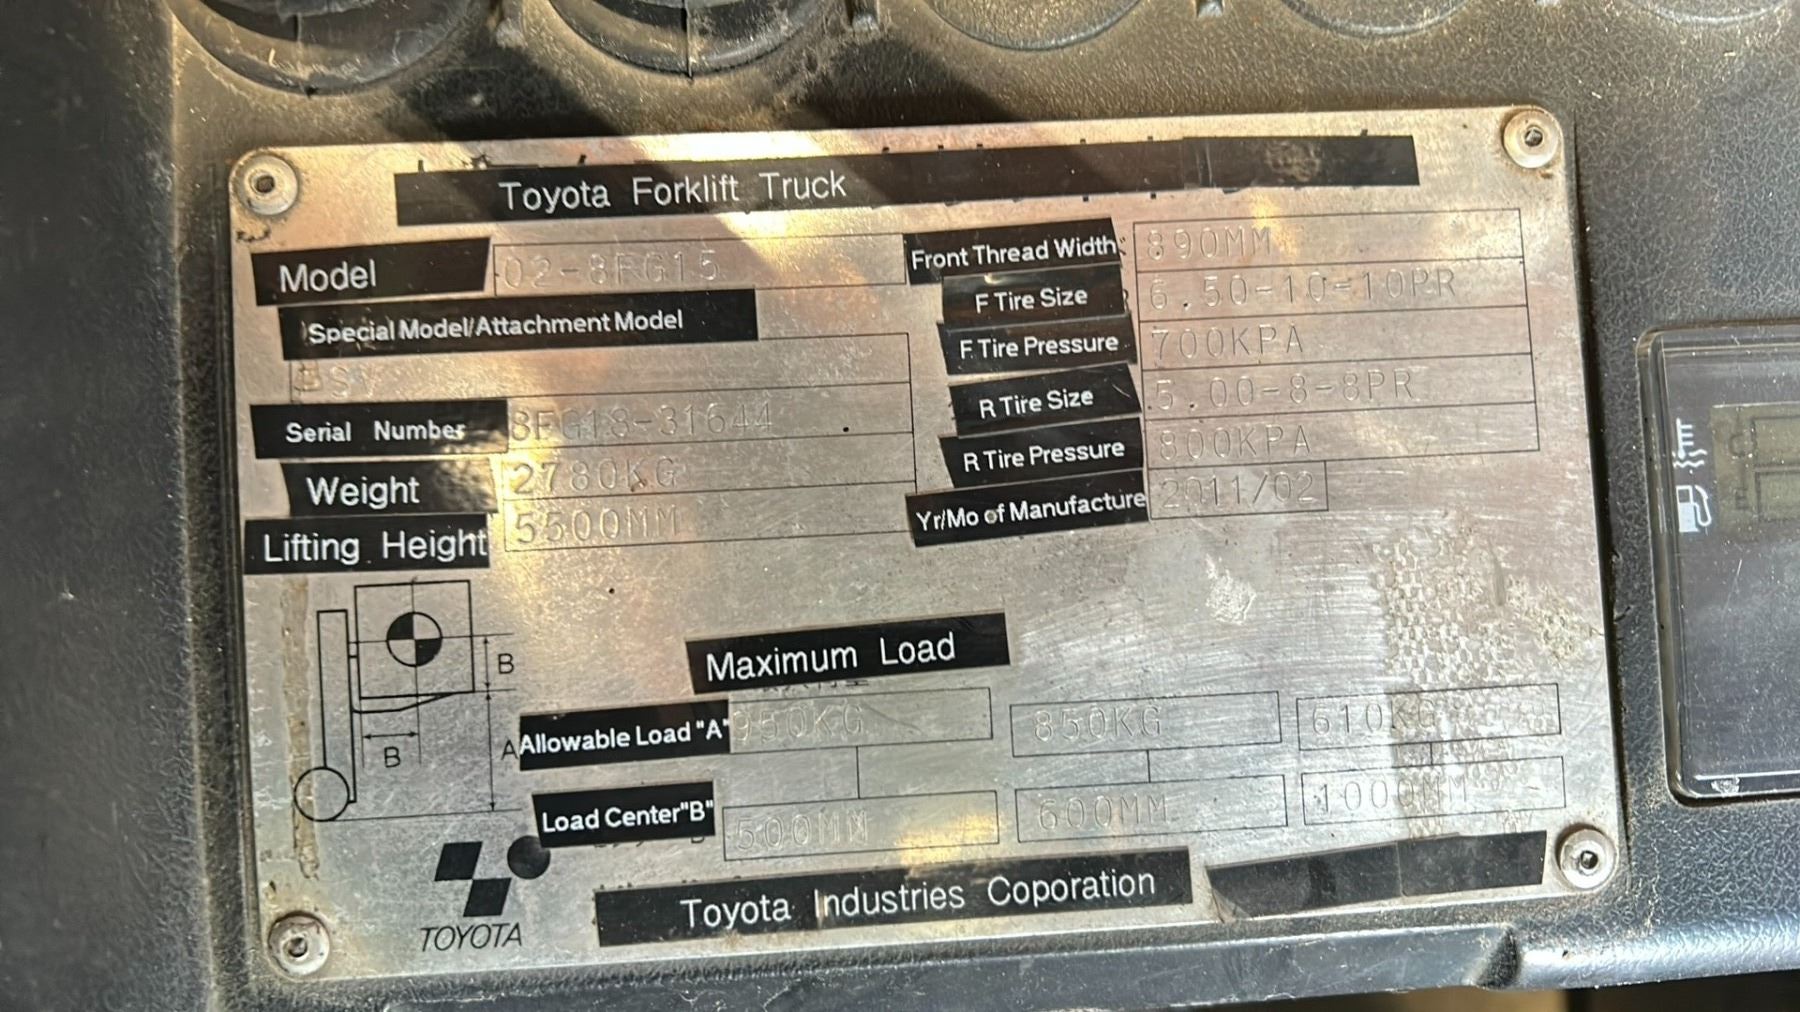 Toyota Forklift Truck
Model 02-8FG15
Special Model/Attachment Model
FSV
Serial Number 8FG18-31644
Weight 2780KG
Lifting Height 5500MM
Front Thread Width 890MM
F Tire Size 6.50-10-10PR
F. Tire Pressure 700KPA
R Tire Size 5.00-8-8PR
R Tire Pressure 800KPA
Yr/Mo of Manufacture 2011/02
B
B
A
Maximum Load
Allowable Load "A" 950KG 850KG 610KG
Load Center"B" 500MM 600MM 1000MM
TOYOTA
Toyota Industries Coporation